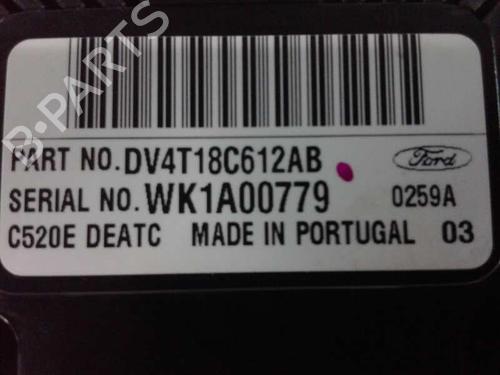 B-PARTS
PART NO. DV4T18C612AB Ford
SERIAL NO. WK1A00779 0259A
C520E DEATC MADE IN PORTUGAL 03